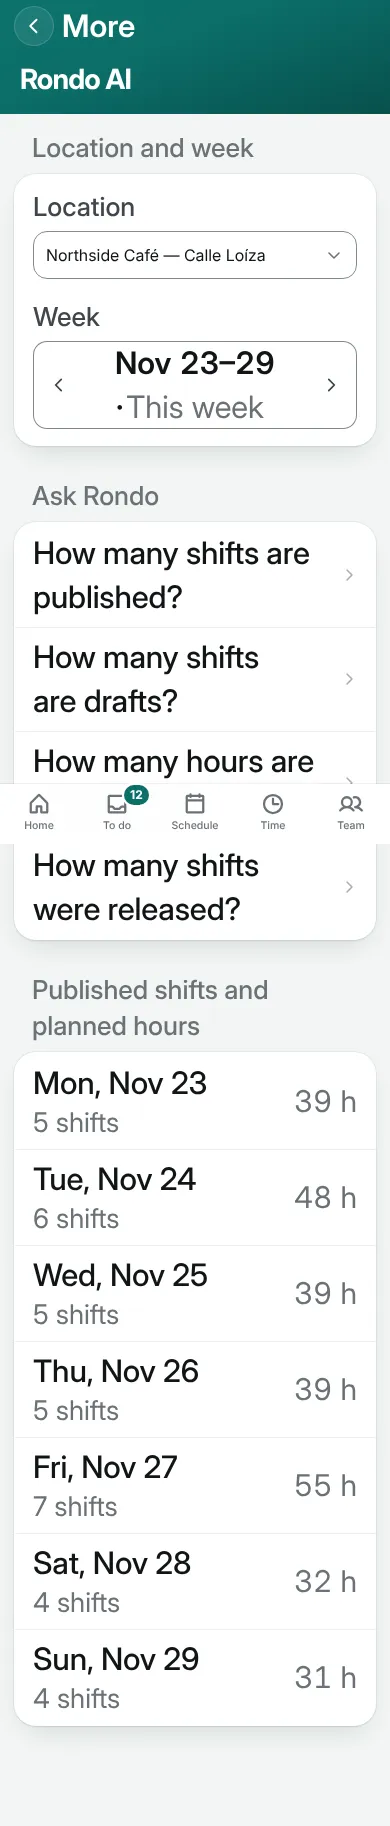 More
Rondo AI
Location and week
Location
Northside Café — Calle Loíza
Week
Nov 23–29
·This week
Ask Rondo
How many shifts are
published?
How many shifts
are drafts?
How many hours are
12
Home
To do
Schedule
Time
Team
How many shifts
were released?
Published shifts and
planned hours
Mon, Nov 23
5 shifts
39 h
Tue, Nov 24
6 shifts
48 h
Wed, Nov 25
5 shifts
39 h
Thu, Nov 26
5 shifts
39 h
Fri, Nov 27
7 shifts
55 h
Sat, Nov 28
4 shifts
32 h
Sun, Nov 29
4 shifts
31 h